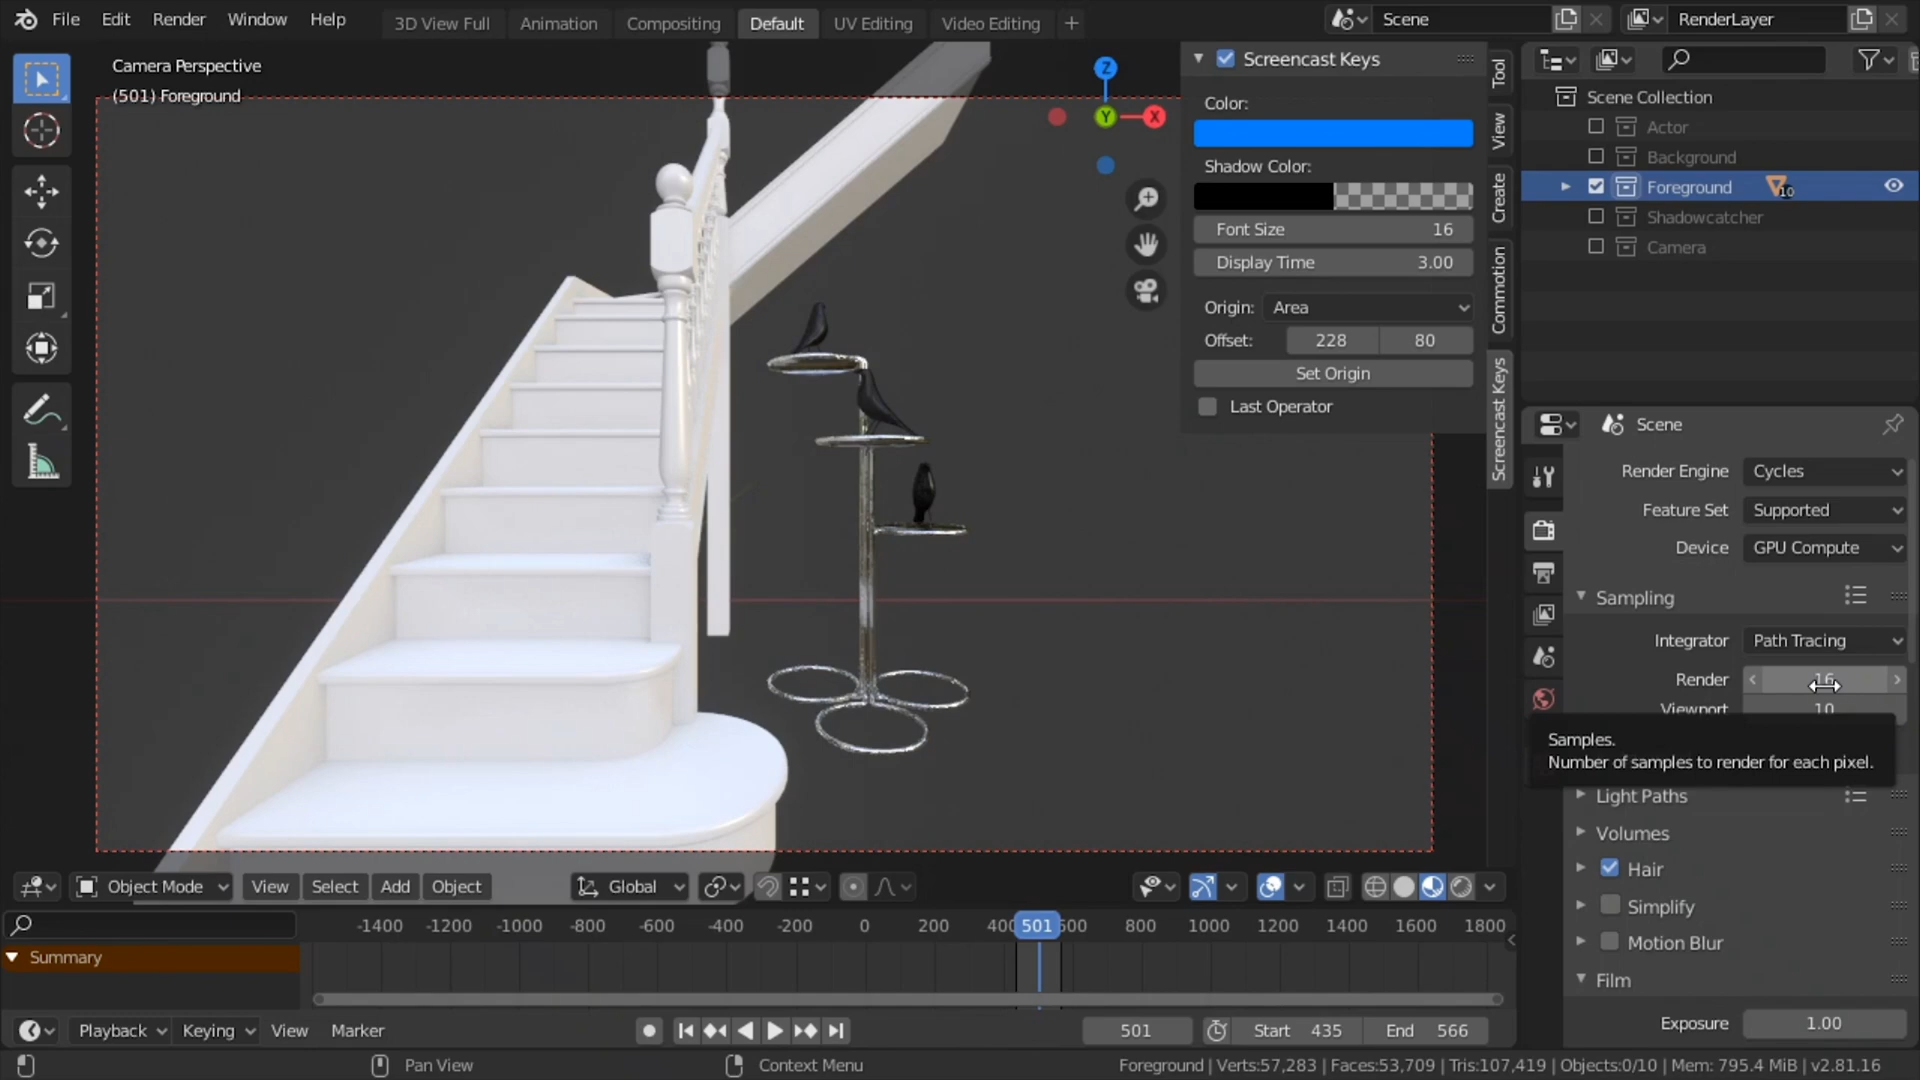 File Edit Render Window Help 3D View Full Animation Compositing Default UV Editing Video Editing + Scene RenderLayer
Camera Perspective
(501) Foreground
Z
Y
X
Screencast Keys
Color:
Shadow Color:
Font Size 16
Display Time 3.00
Origin: Area
Offset: 228 80
Set Origin
Last Operator
Tool
View
Create
Commotion
Screencast Keys
Scene Collection
Actor
Background
Foreground 10
Shadowcatcher
Camera
Scene
Render Engine Cycles
Feature Set Supported
Device GPU Compute
Sampling
Integrator Path Tracing
Render 16
Viewport 10
Samples.
Number of samples to render for each pixel.
Light Paths
Volumes
Hair
Simplify
Motion Blur
Film
Exposure 1.00
Object Mode View Select Add Object Global
-1400 -1200 -1000 -800 -600 -400 -200 0 200 400 501 600 800 1000 1200 1400 1600 1800
Summary
Playback Keying View Marker 501 Start 435 End 566
Pan View Context Menu Foreground | Verts:57,283 | Faces:53,709 | Tris:107,419 | Objects:0/10 | Mem: 795.4 MiB | v2.81.16